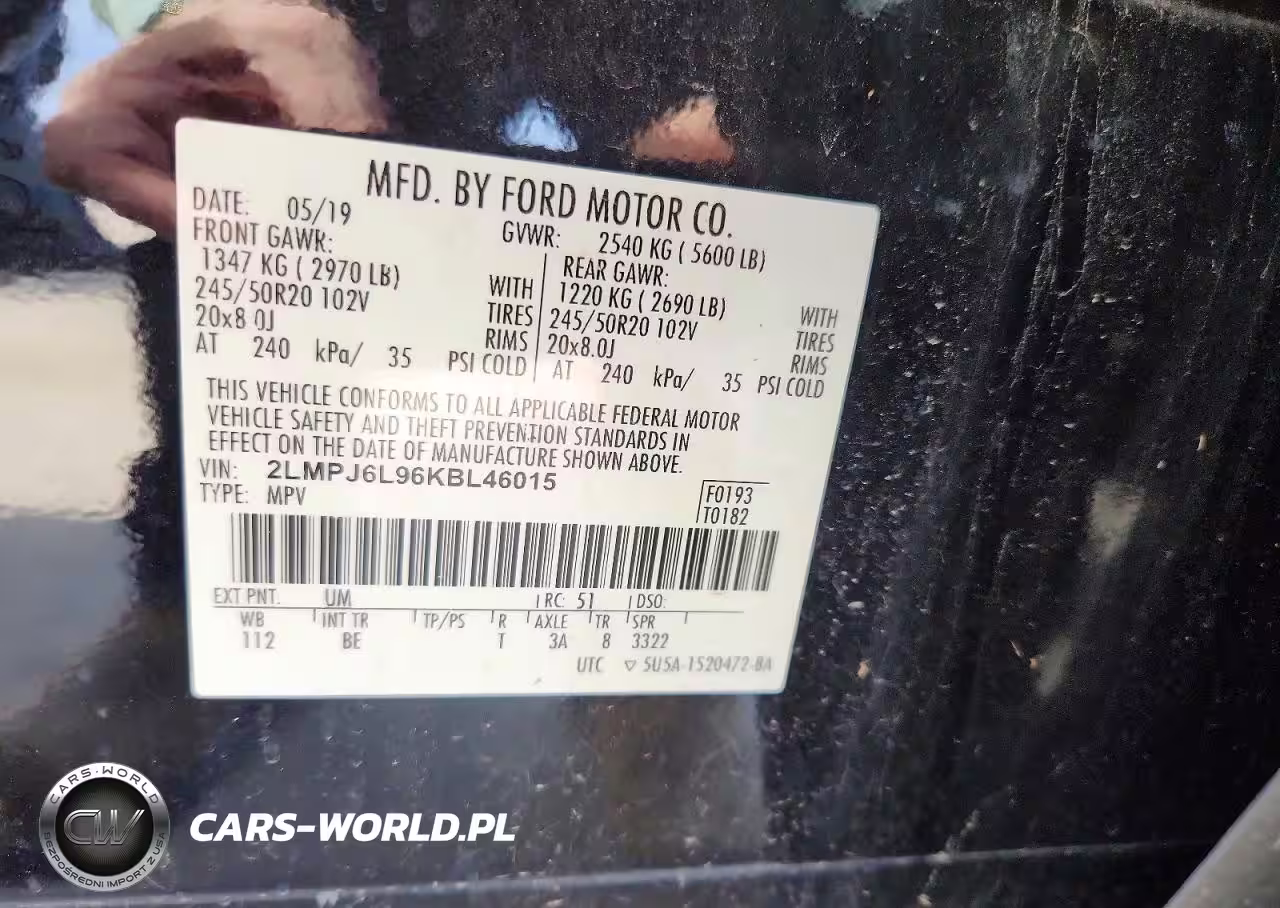 MFD. BY FORD MOTOR CO.
DATE: 05/19
GVWR: 2540 KG ( 5600 LB)
FRONT GAWR:
REAR GAWR:
1347 KG ( 2970 LB) WITH
1220 KG ( 2690 LB) WITH
245/50R20 102V TIRES
245/50R20 102V TIRES
20x8 0J RIMS
20x8.0J RIMS
AT 240 kPa/ 35 PSI COLD
AT 240 kPa/ 35 PSI COLD
THIS VEHICLE CONFORMS TO ALL APPLICABLE FEDERAL MOTOR
VEHICLE SAFETY AND THEFT PREVENTION STANDARDS IN
EFFECT ON THE DATE OF MANUFACTURE SHOWN ABOVE.
VIN: 2LMPJ6L96KBL46015
TYPE: MPV
F0193
T0182
EXT PNT. UM RC: 51 DSO:
WB INT TR TP/PS R AXLE TR SPR
112 BE T 3A 8 3322
UTC ▽ 5U5A-1520472-BA
CARS-WORLD
CW
BEZPOŚREDNI IMPORT Z USA
CARS-WORLD.PL